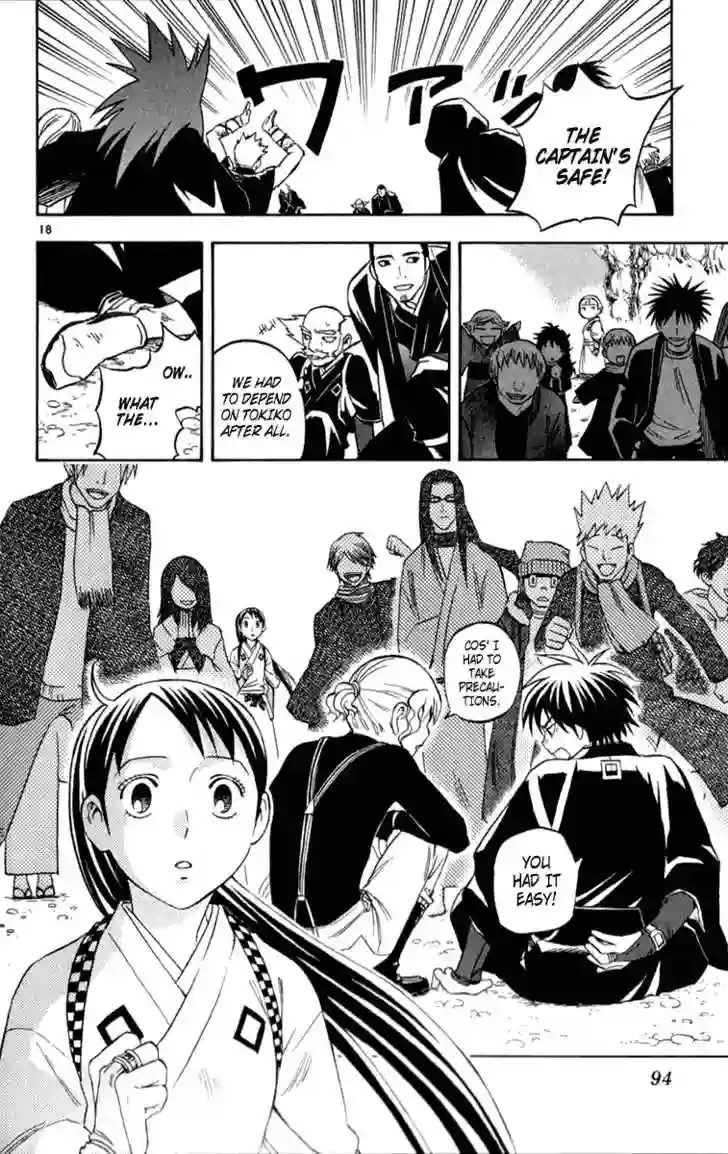 ワァッ
THE
CAPTAIN'S
SAFE!
18
WE HAD
TO DEPEND
ON TOKIKO
AFTER ALL.
OW..
WHAT
THE...
COS' I
HAD TO
TAKE
PRECAU-
TIONS.
YOU
HAD IT
EASY!
94